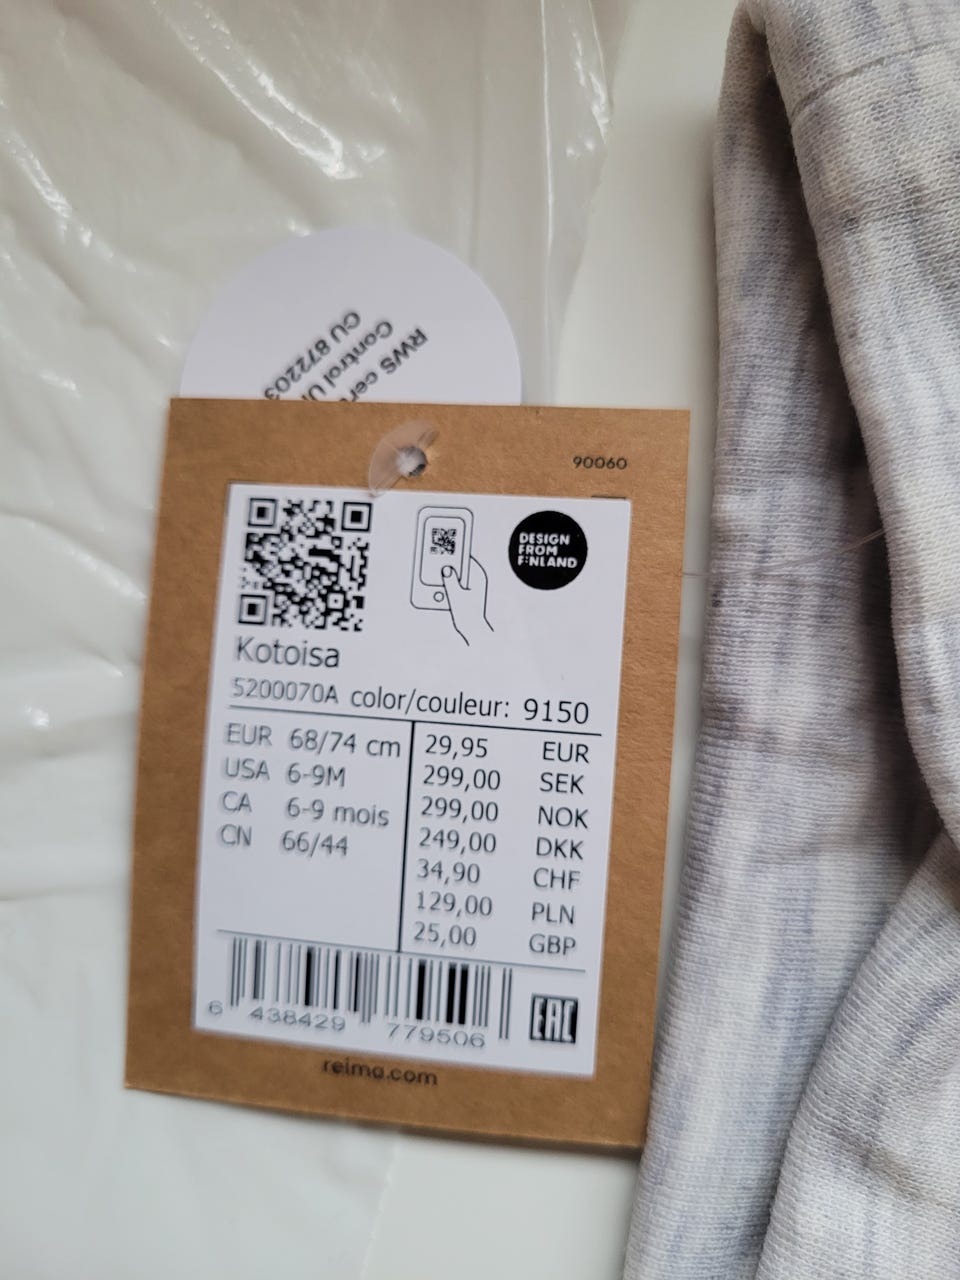 RWS cer
Control U
CU 872203
90060
DESIGN
FROM
FINLAND
Kotoisa
5200070A color/couleur: 9150
EUR 68/74 cm
USA 6-9M
CA 6-9 mois
CN 66/44
29,95 EUR
299,00 SEK
299,00 NOK
249,00 DKK
34,90 CHF
129,00 PLN
25,00 GBP
6 438429 779506
EAC
reima.com